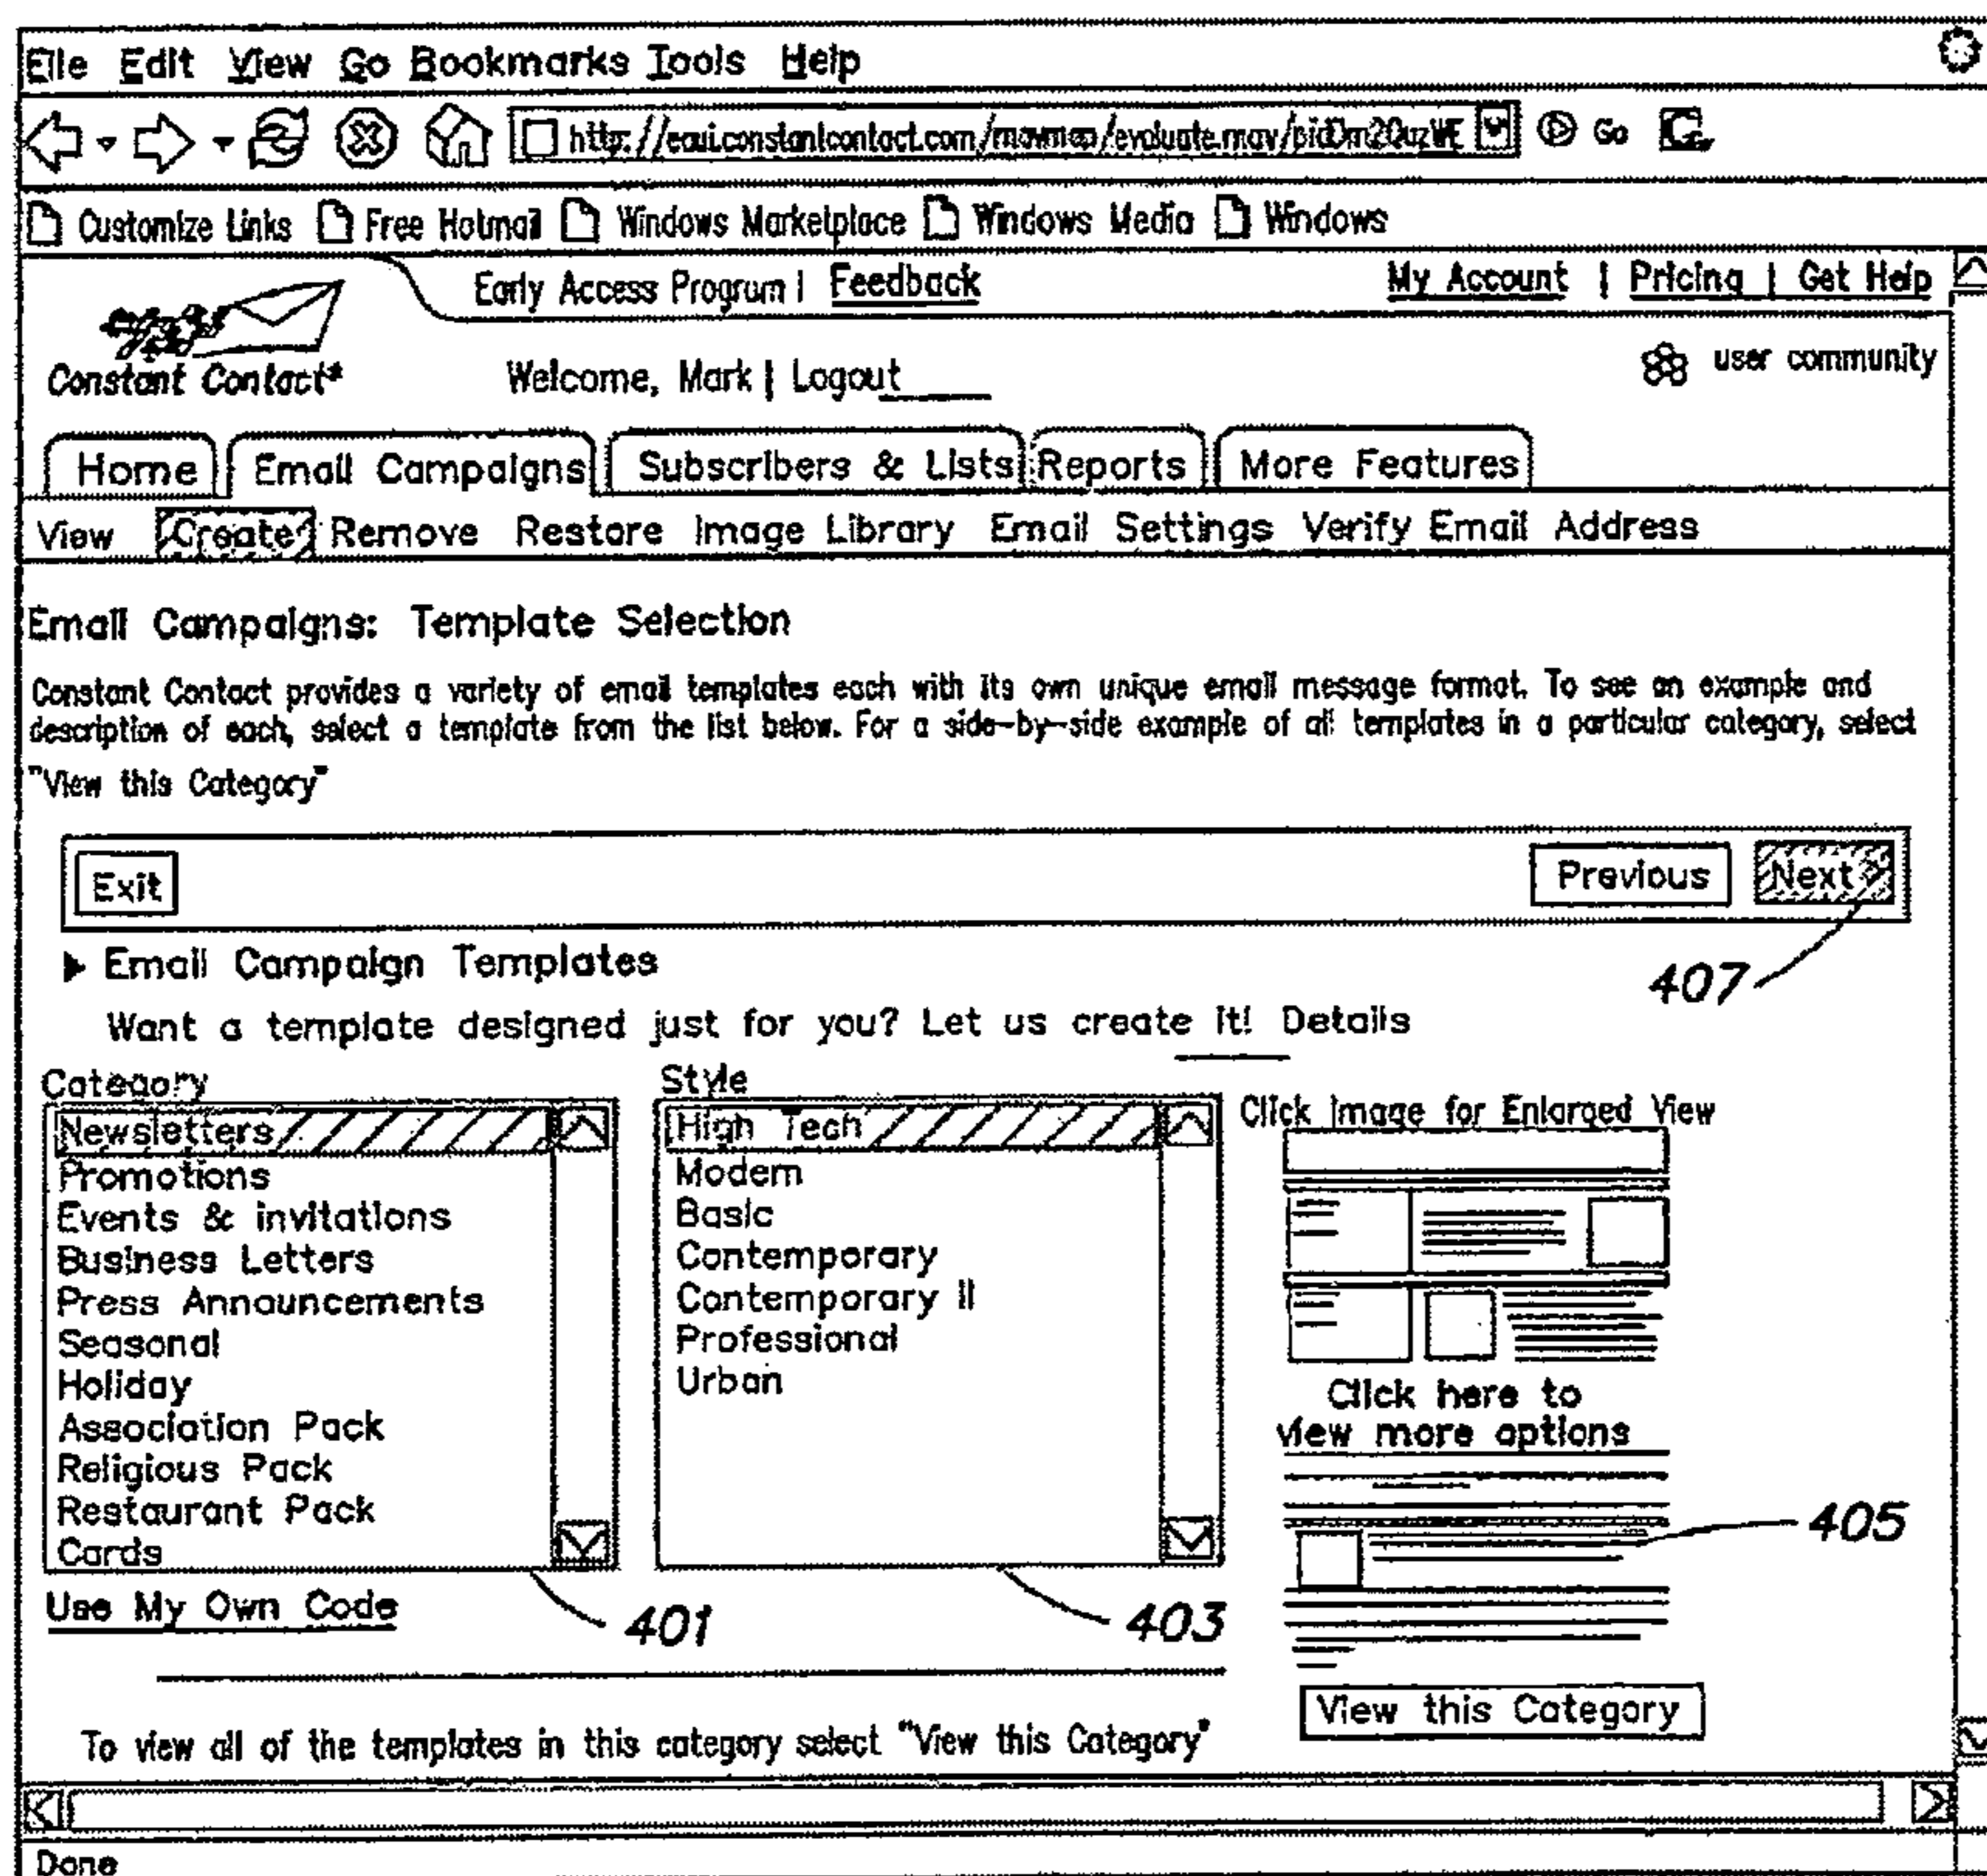 File Edit View Go Bookmarks Tools Help
Go
Customize Links Free Hotmail Windows Marketplace Windows Media Windows
Early Access Program | Feedback My Account | Pricing | Get Help
Constant Contact
Welcome, Mark | Logout
user community
Home Email Campaigns Subscribers & Lists Reports More Features
View Create Remove Restore Image Library Email Settings Verify Email Address
Email Campaigns: Template Selection
Constant Contact provides a variety of email templates each with its own unique email message format. To see an example and
description of each, select a template from the list below. For a side-by-side example of all templates in a particular category, select
"View this Category"
Exit Previous Next
407
Email Campaign Templates
Want a template designed just for you? Let us create it! Details
Category
Newsletters
Promotions
Events & invitations
Business Letters
Press Announcements
Seasonal
Holiday
Association Pack
Religious Pack
Restaurant Pack
Cards
Use My Own Code
401
Style
High Tech
Modem
Basic
Contemporary
Contemporary II
Professional
Urban
403
Click Image for Enlarged View
Click here to
view more options
405
View this Category
To view all of the templates in this category select "View this Category"
Done